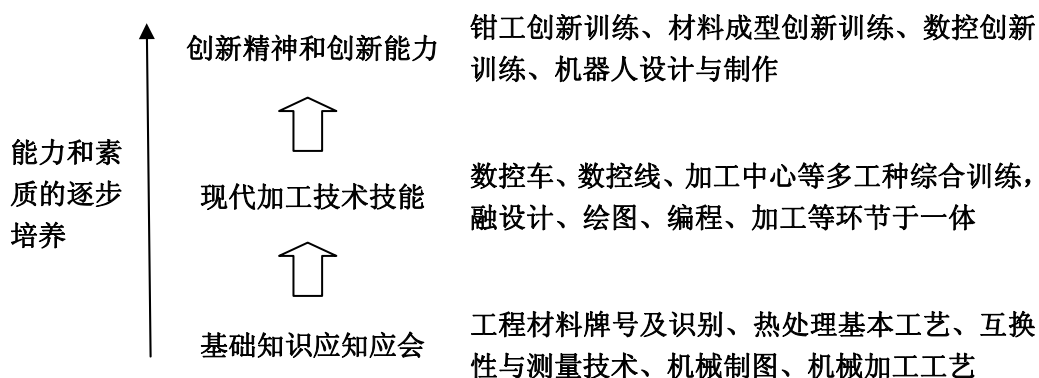 创新精神和创新能力
钳工创新训练、材料成型创新训练、数控创新
训练、机器人设计与制作
能力和素
质的逐步
培养
现代加工技术技能
数控车、数控线、加工中心等多工种综合训练，
融设计、绘图、编程、加工等环节于一体
基础知识应知应会
工程材料牌号及识别、热处理基本工艺、互换
性与测量技术、机械制图、机械加工工艺